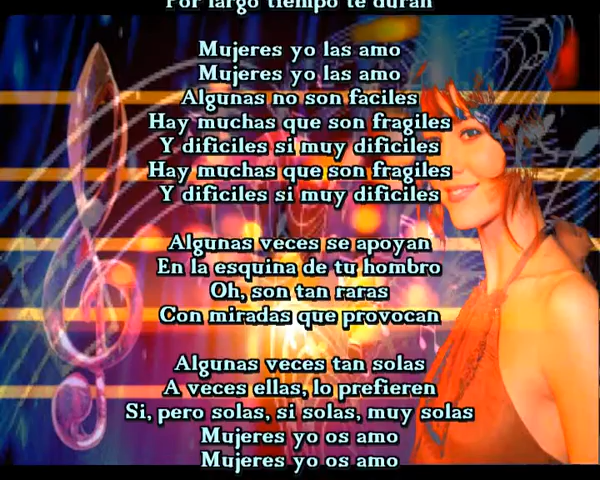 Por largo tiempo te duran
Mujeres yo las amo
Mujeres yo las amo
Algunas no son faciles
Hay muchas que son fragiles
Y dificiles si muy dificiles
Hay muchas que son fragiles
Y dificiles si muy dificiles
Algunas veces se apoyan
En la esquina de tu hombro
Oh, son tan raras
Con miradas que provocan
Algunas veces tan solas
A veces ellas, lo prefieren
Si, pero solas, si solas, muy solas
Mujeres yo os amo
Mujeres yo os amo